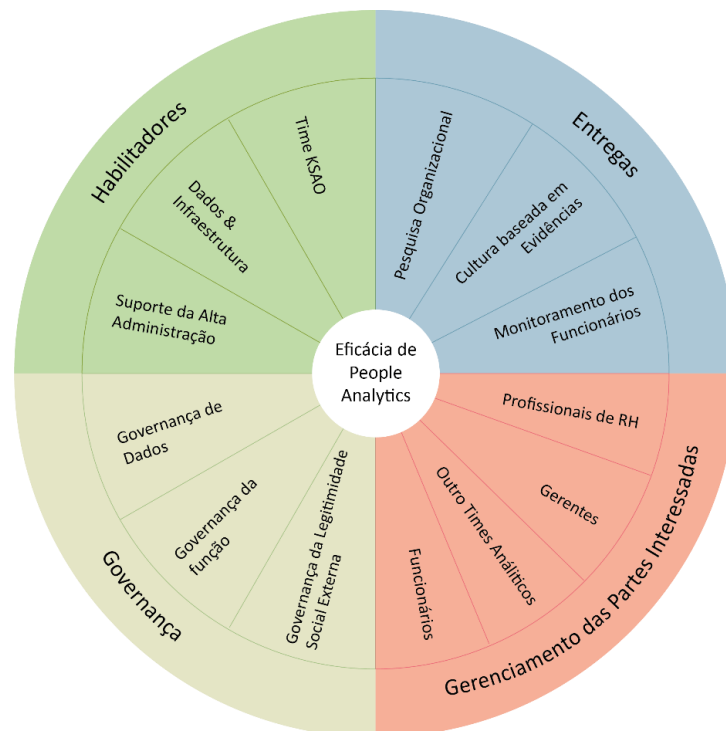 Habilitadores
Suporte da Alta
Administração
Dados &
Infraestrutura
Time KSAO
Entregas
Pesquisa Organizacional
Cultura baseada em
Evidências
Monitoramento dos
Funcionários
Eficácia de
People
Analytics
Gerenciamento das Partes Interessadas
Profissionais de RH
Gerentes
Outro Times Análíticos
Funcionários
Governança
Governança de
Dados
Governança da
função
Governança da Legitimidade
Social Externa